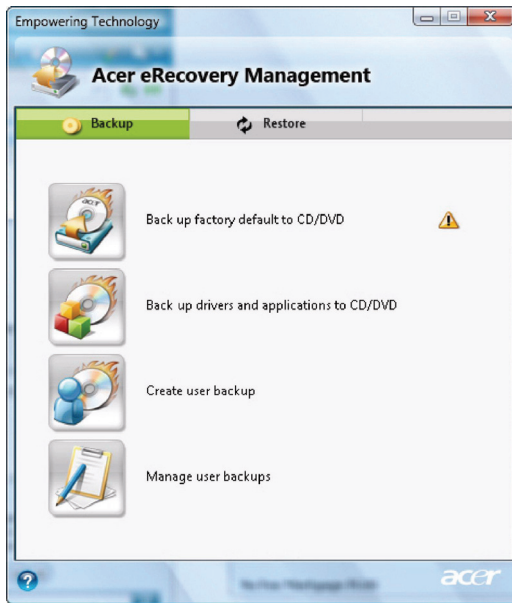 Empowering Technology
Acer eRecovery Management
Backup
Restore
acer
Back up factory default to CD/DVD
Back up drivers and applications to CD/DVD
Create user backup
Manage user backups
?
acer